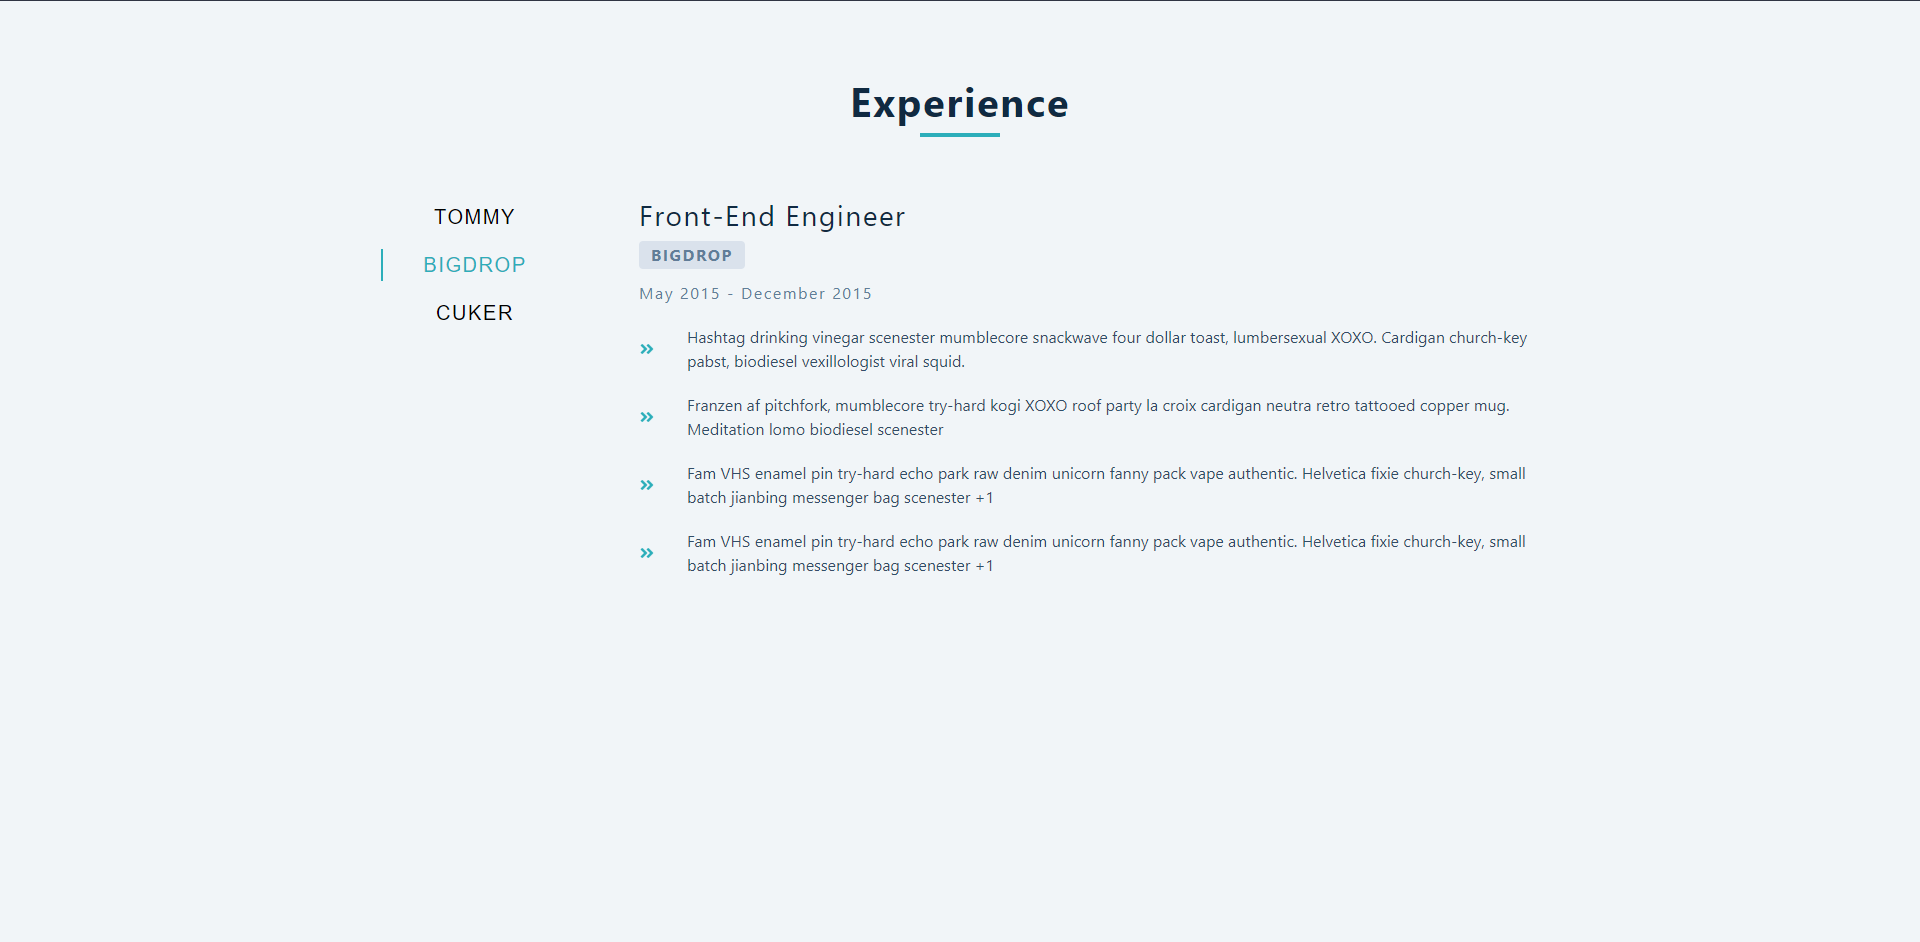 Experience
TOMMY
BIGDROP
CUKER
Front-End Engineer
BIGDROP
May 2015 - December 2015
Hashtag drinking vinegar scenester mumblecore snackwave four dollar toast, lumbersexual XOXO. Cardigan church-key
pabst, biodiesel vexillologist viral squid.
Franzen af pitchfork, mumblecore try-hard kogi XOXO roof party la croix cardigan neutra retro tattooed copper mug.
Meditation lomo biodiesel scenester
Fam VHS enamel pin try-hard echo park raw denim unicorn fanny pack vape authentic. Helvetica fixie church-key, small
batch jianbing messenger bag scenester +1
Fam VHS enamel pin try-hard echo park raw denim unicorn fanny pack vape authentic. Helvetica fixie church-key, small
batch jianbing messenger bag scenester +1